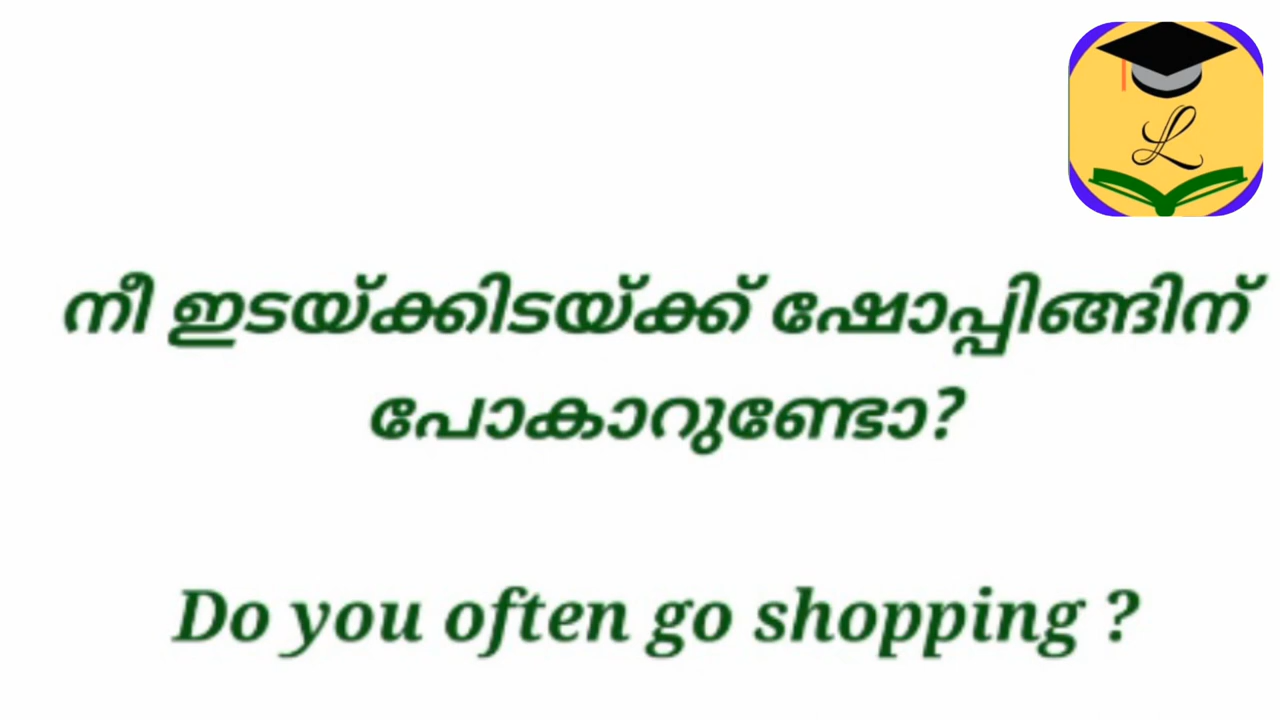 L
നീ ഇടയ്ക്കിടയ്ക്ക് ഷോപ്പിങ്ങിന്
പോകാറുണ്ടോ?
Do you often go shopping ?